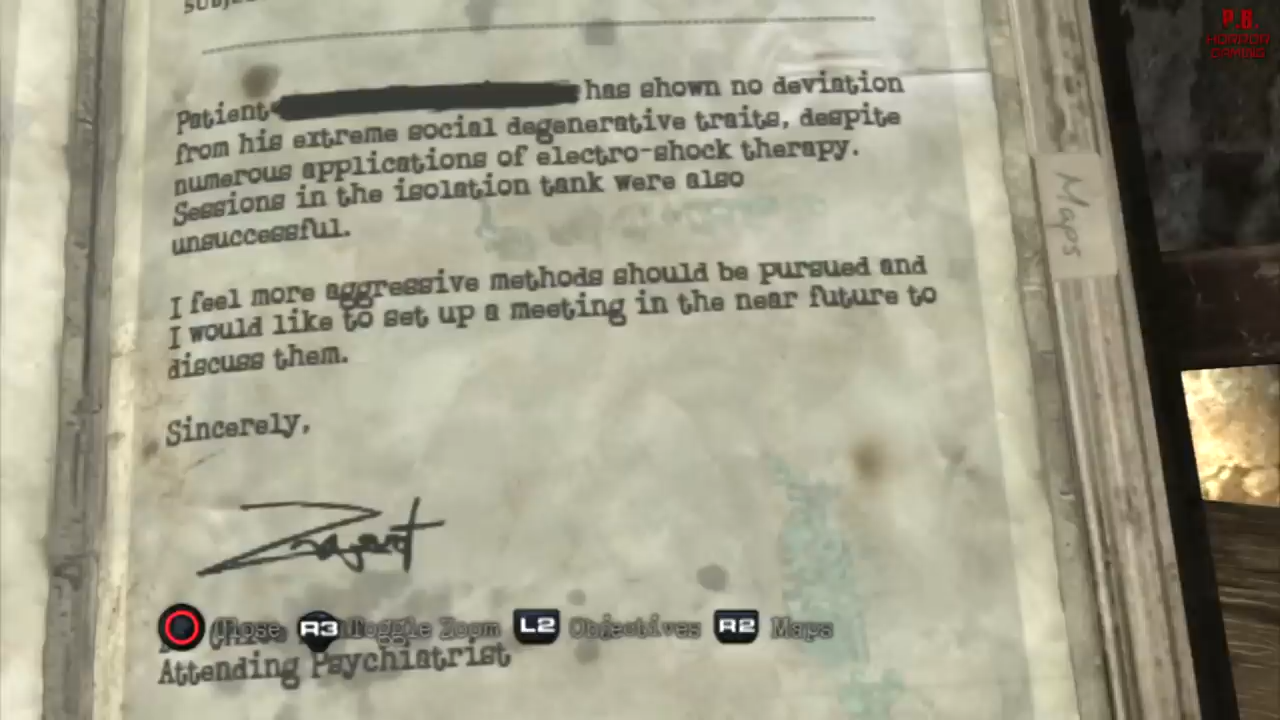 P.B.
HORROR
GAMING
Patient has shown no deviation
from his extreme social degenerative traits, despite
numerous applications of electro-shock therapy.
Sessions in the isolation tank were also
unsuccessful.
I feel more aggressive methods should be pursued and
I would like to set up a meeting in the near future to
discuss them.
Sincerely,
Close R3 Toggle Zoom L2 Objectives R2 Maps
Attending Psychiatrist
Maps